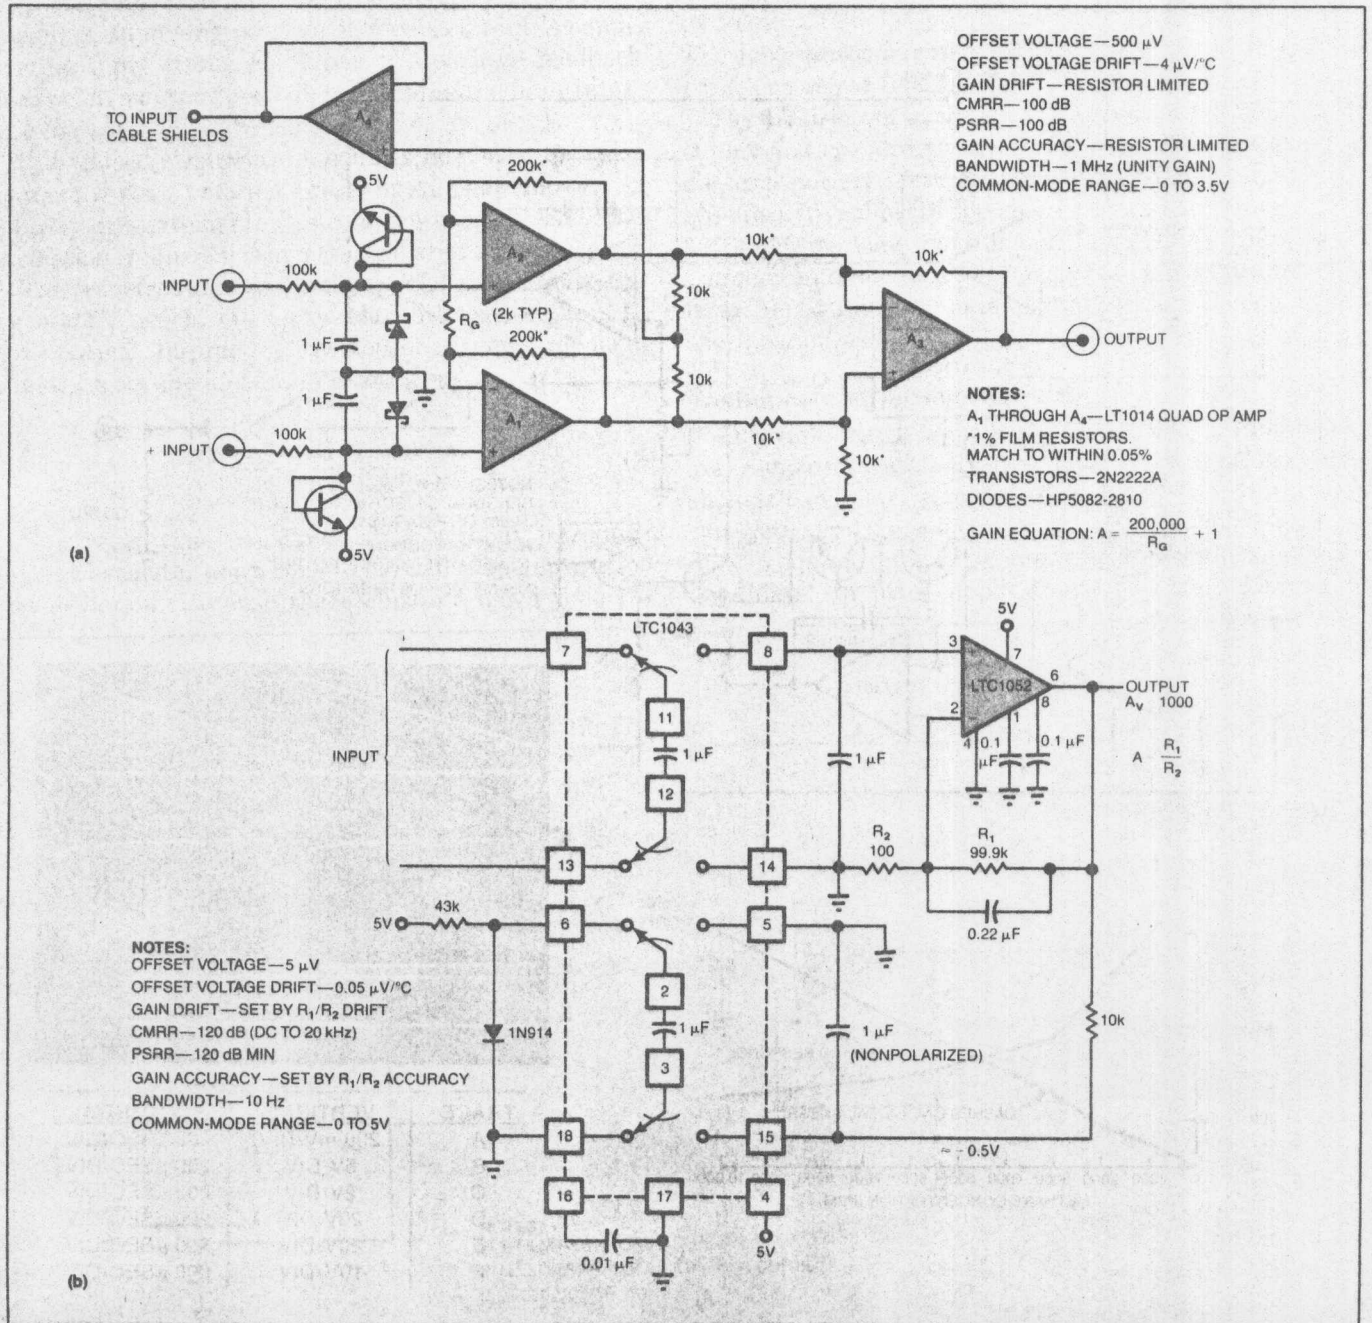 OFFSET VOLTAGE—500 µV
OFFSET VOLTAGE DRIFT—4 µV/°C
GAIN DRIFT—RESISTOR LIMITED
CMRR—100 dB
PSRR—100 dB
GAIN ACCURACY—RESISTOR LIMITED
BANDWIDTH—1 MHz (UNITY GAIN)
COMMON-MODE RANGE—0 TO 3.5V
TO INPUT
CABLE SHIELDS
A4
+
5V
200k*
− A2 +
(2k TYP)
INPUT
100k
1 µF
RG
200k*
1 µF
− A1 +
+ INPUT
100k
5V
10k*
10k*
10k
10k
− A3 +
OUTPUT
10k*
10k*
NOTES:
A1 THROUGH A4—LT1014 QUAD OP AMP
*1% FILM RESISTORS.
MATCH TO WITHIN 0.05%
TRANSISTORS—2N2222A
DIODES—HP5082-2810
GAIN EQUATION: A = 200,000 / RG + 1
(a)
LTC1043
7
8
11
1 µF
12
INPUT
13
14
1 µF
5V
3
+
7
LTC1052
6
2
−
4
1
8
0.1 µF
0.1 µF
OUTPUT
AV 1000
A R1 / R2
R2
100
R1
99.9k
0.22 µF
5V
43k
6
5
2
1 µF
3
1N914
1 µF
(NONPOLARIZED)
10k
18
15
≈ −0.5V
16
17
4
5V
0.01 µF
NOTES:
OFFSET VOLTAGE—5 µV
OFFSET VOLTAGE DRIFT—0.05 µV/°C
GAIN DRIFT—SET BY R1/R2 DRIFT
CMRR—120 dB (DC TO 20 kHz)
PSRR—120 dB MIN
GAIN ACCURACY—SET BY R1/R2 ACCURACY
BANDWIDTH—10 Hz
COMMON-MODE RANGE—0 TO 5V
(b)